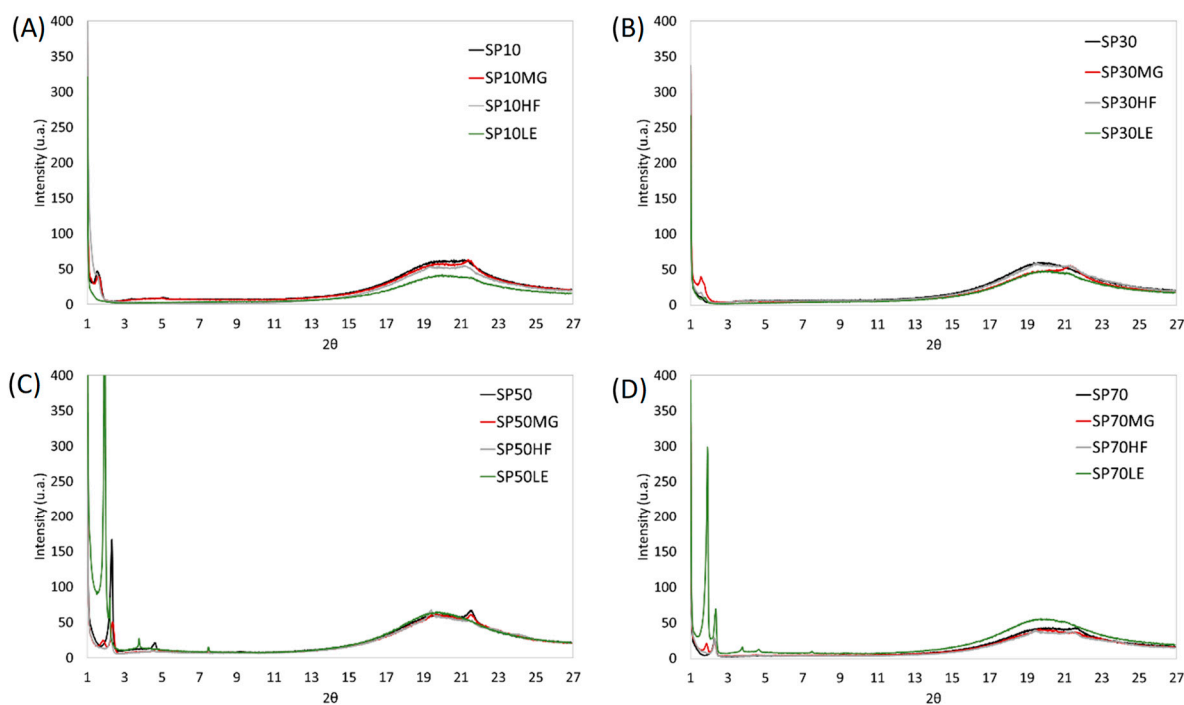 (A)
400
350
300
250
200
150
100
50
0
Intensity (u.a.)
SP10
SP10MG
SP10HF
SP10LE
1 3 5 7 9 11 13 15 17 19 21 23 25 27
2θ
(B)
400
350
300
250
200
150
100
50
0
Intensity (u.a.)
SP30
SP30MG
SP30HF
SP30LE
1 3 5 7 9 11 13 15 17 19 21 23 25 27
2θ
(C)
400
350
300
250
200
150
100
50
0
Intensity (u.a.)
SP50
SP50MG
SP50HF
SP50LE
1 3 5 7 9 11 13 15 17 19 21 23 25 27
2θ
(D)
400
350
300
250
200
150
100
50
0
Intensity (u.a.)
SP70
SP70MG
SP70HF
SP70LE
1 3 5 7 9 11 13 15 17 19 21 23 25 27
2θ